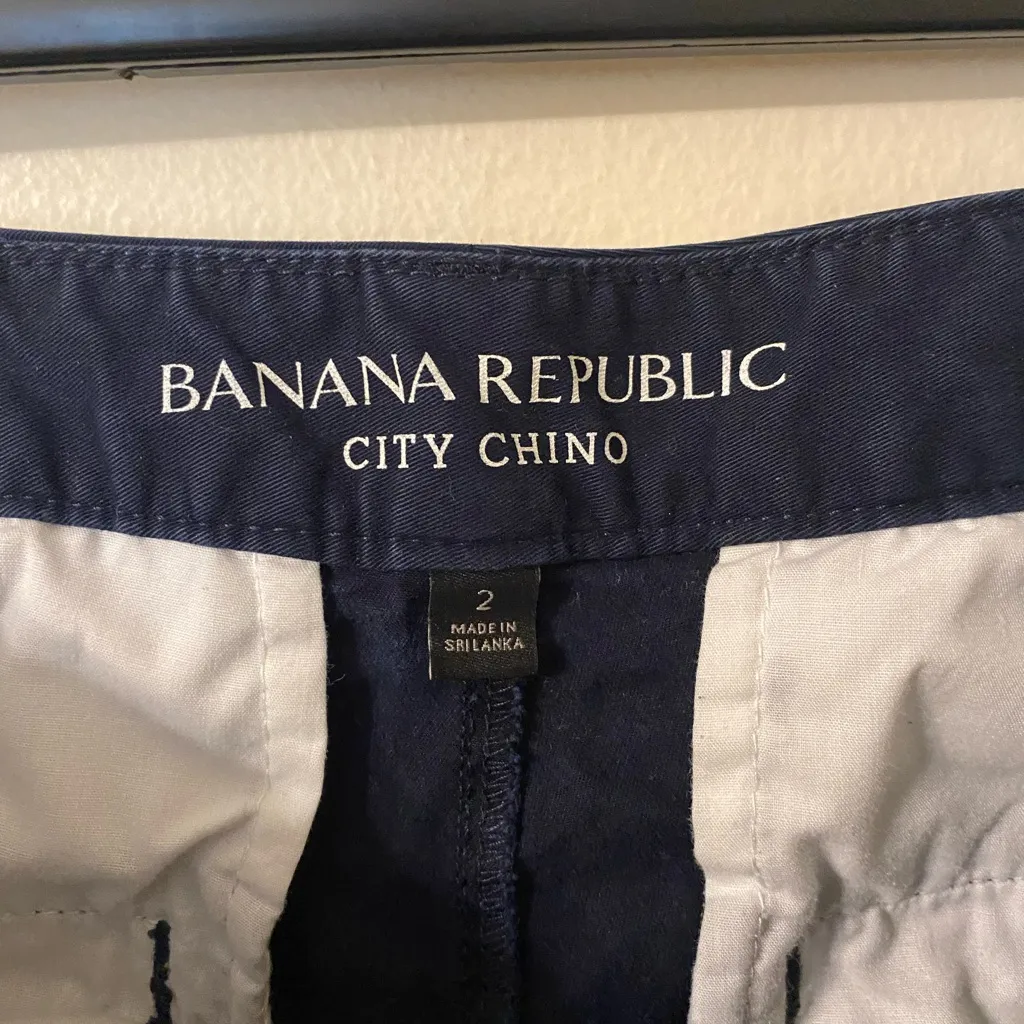 BANANA REPUBLIC
CITY CHINO
2
MADE IN
SRI LANKA